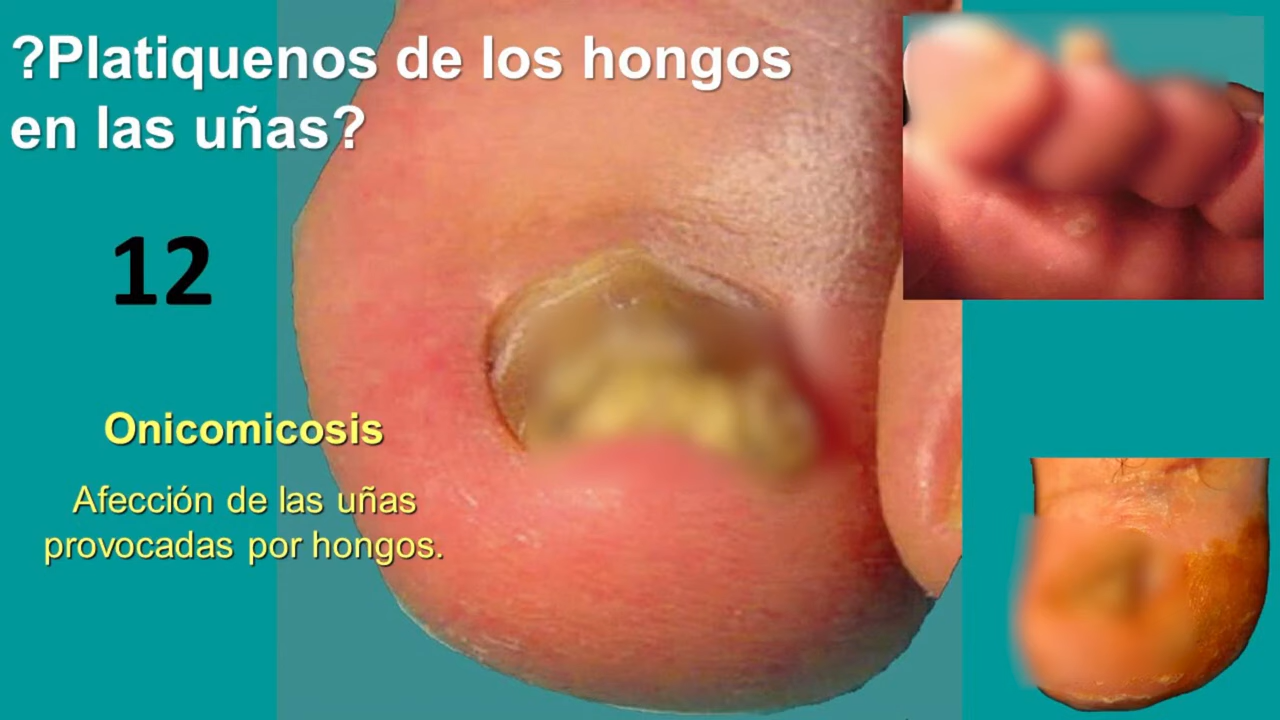 ?Platiquenos de los hongos
en las uñas?
12
Onicomicosis
Afección de las uñas
provocadas por hongos.